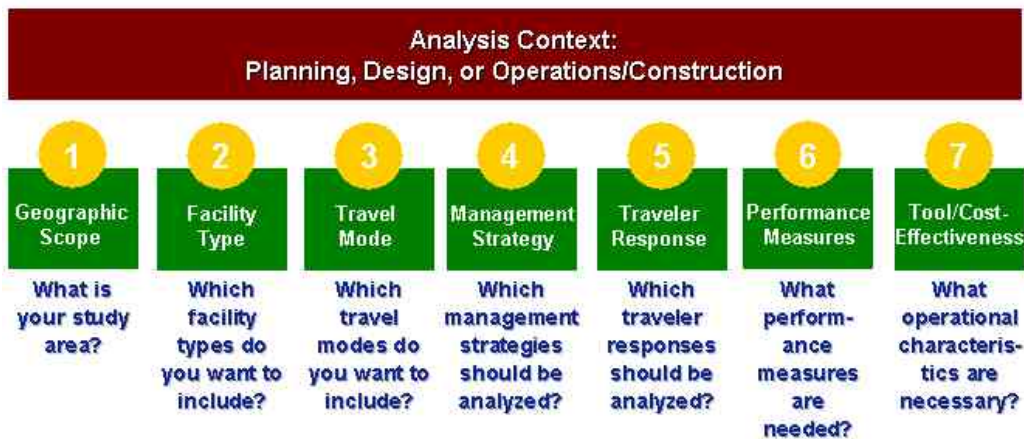 Analysis Context:
Planning, Design, or Operations/Construction
1
Geographic
Scope
What is
your study
area?
2
Facility
Type
Which
facility
types do
you want to
include?
3
Travel
Mode
Which
travel
modes do
you want to
include?
4
Management
Strategy
Which
management
strategies
should be
analyzed?
5
Traveler
Response
Which
traveler
responses
should be
analyzed?
6
Performance
Measures
What
perform-
ance
measures
are
needed?
7
Tool/Cost-
Effectiveness
What
operational
characteris-
tics are
necessary?